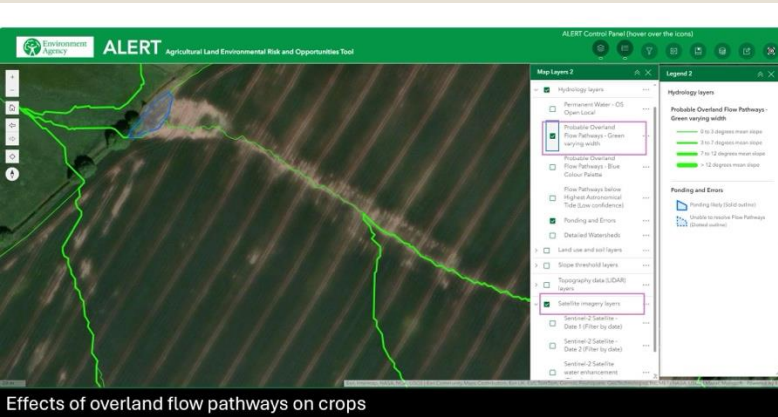 ALERT Control Panel (hover over the icons)
Environment
Agency
ALERT Agricultural Land Environmental Risk and Opportunities Tool
Map Layers 2
Hydrology layers
Permanent Water - OS
Open Local
Probable Overland
Flow Pathways - Green
varying width
Probable Overland
Flow Pathways - Blue
Colour Palette
Flow Pathways below
Highest Astronomical
Tide (Low confidence)
Ponding and Errors
Detailed Watersheds
Land use and soil layers
Slope threshold layers
Topography data (LIDAR)
layers
Satellite imagery layers
Sentinel-2 Satellite -
Date 1 (Filter by date)
Sentinel-2 Satellite -
Date 2 (Filter by date)
Sentinel-2 Satellite
water enhancement
Legend 2
Hydrology layers
Probable Overland Flow Pathways -
Green varying width
0 to 3 degrees mean slope
3 to 7 degrees mean slope
7 to 12 degrees mean slope
> 12 degrees mean slope
Ponding and Errors
Ponding likely (Solid outline)
Unable to resolve Flow Pathways
(Dotted outline)
Effects of overland flow pathways on crops